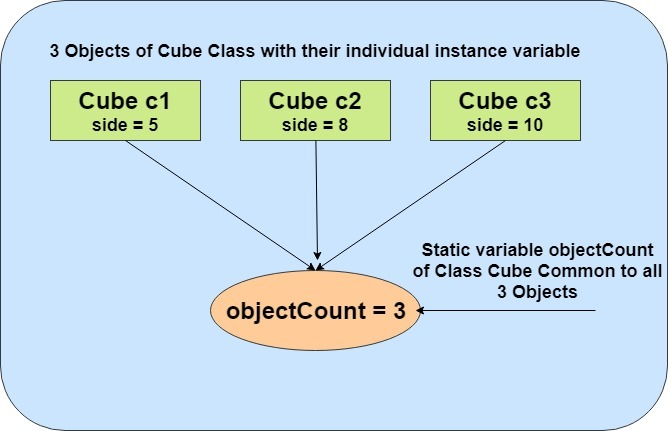 3 Objects of Cube Class with their individual instance variable
Cube c1
side = 5
Cube c2
side = 8
Cube c3
side = 10
Static variable objectCount
of Class Cube Common to all
3 Objects
objectCount = 3